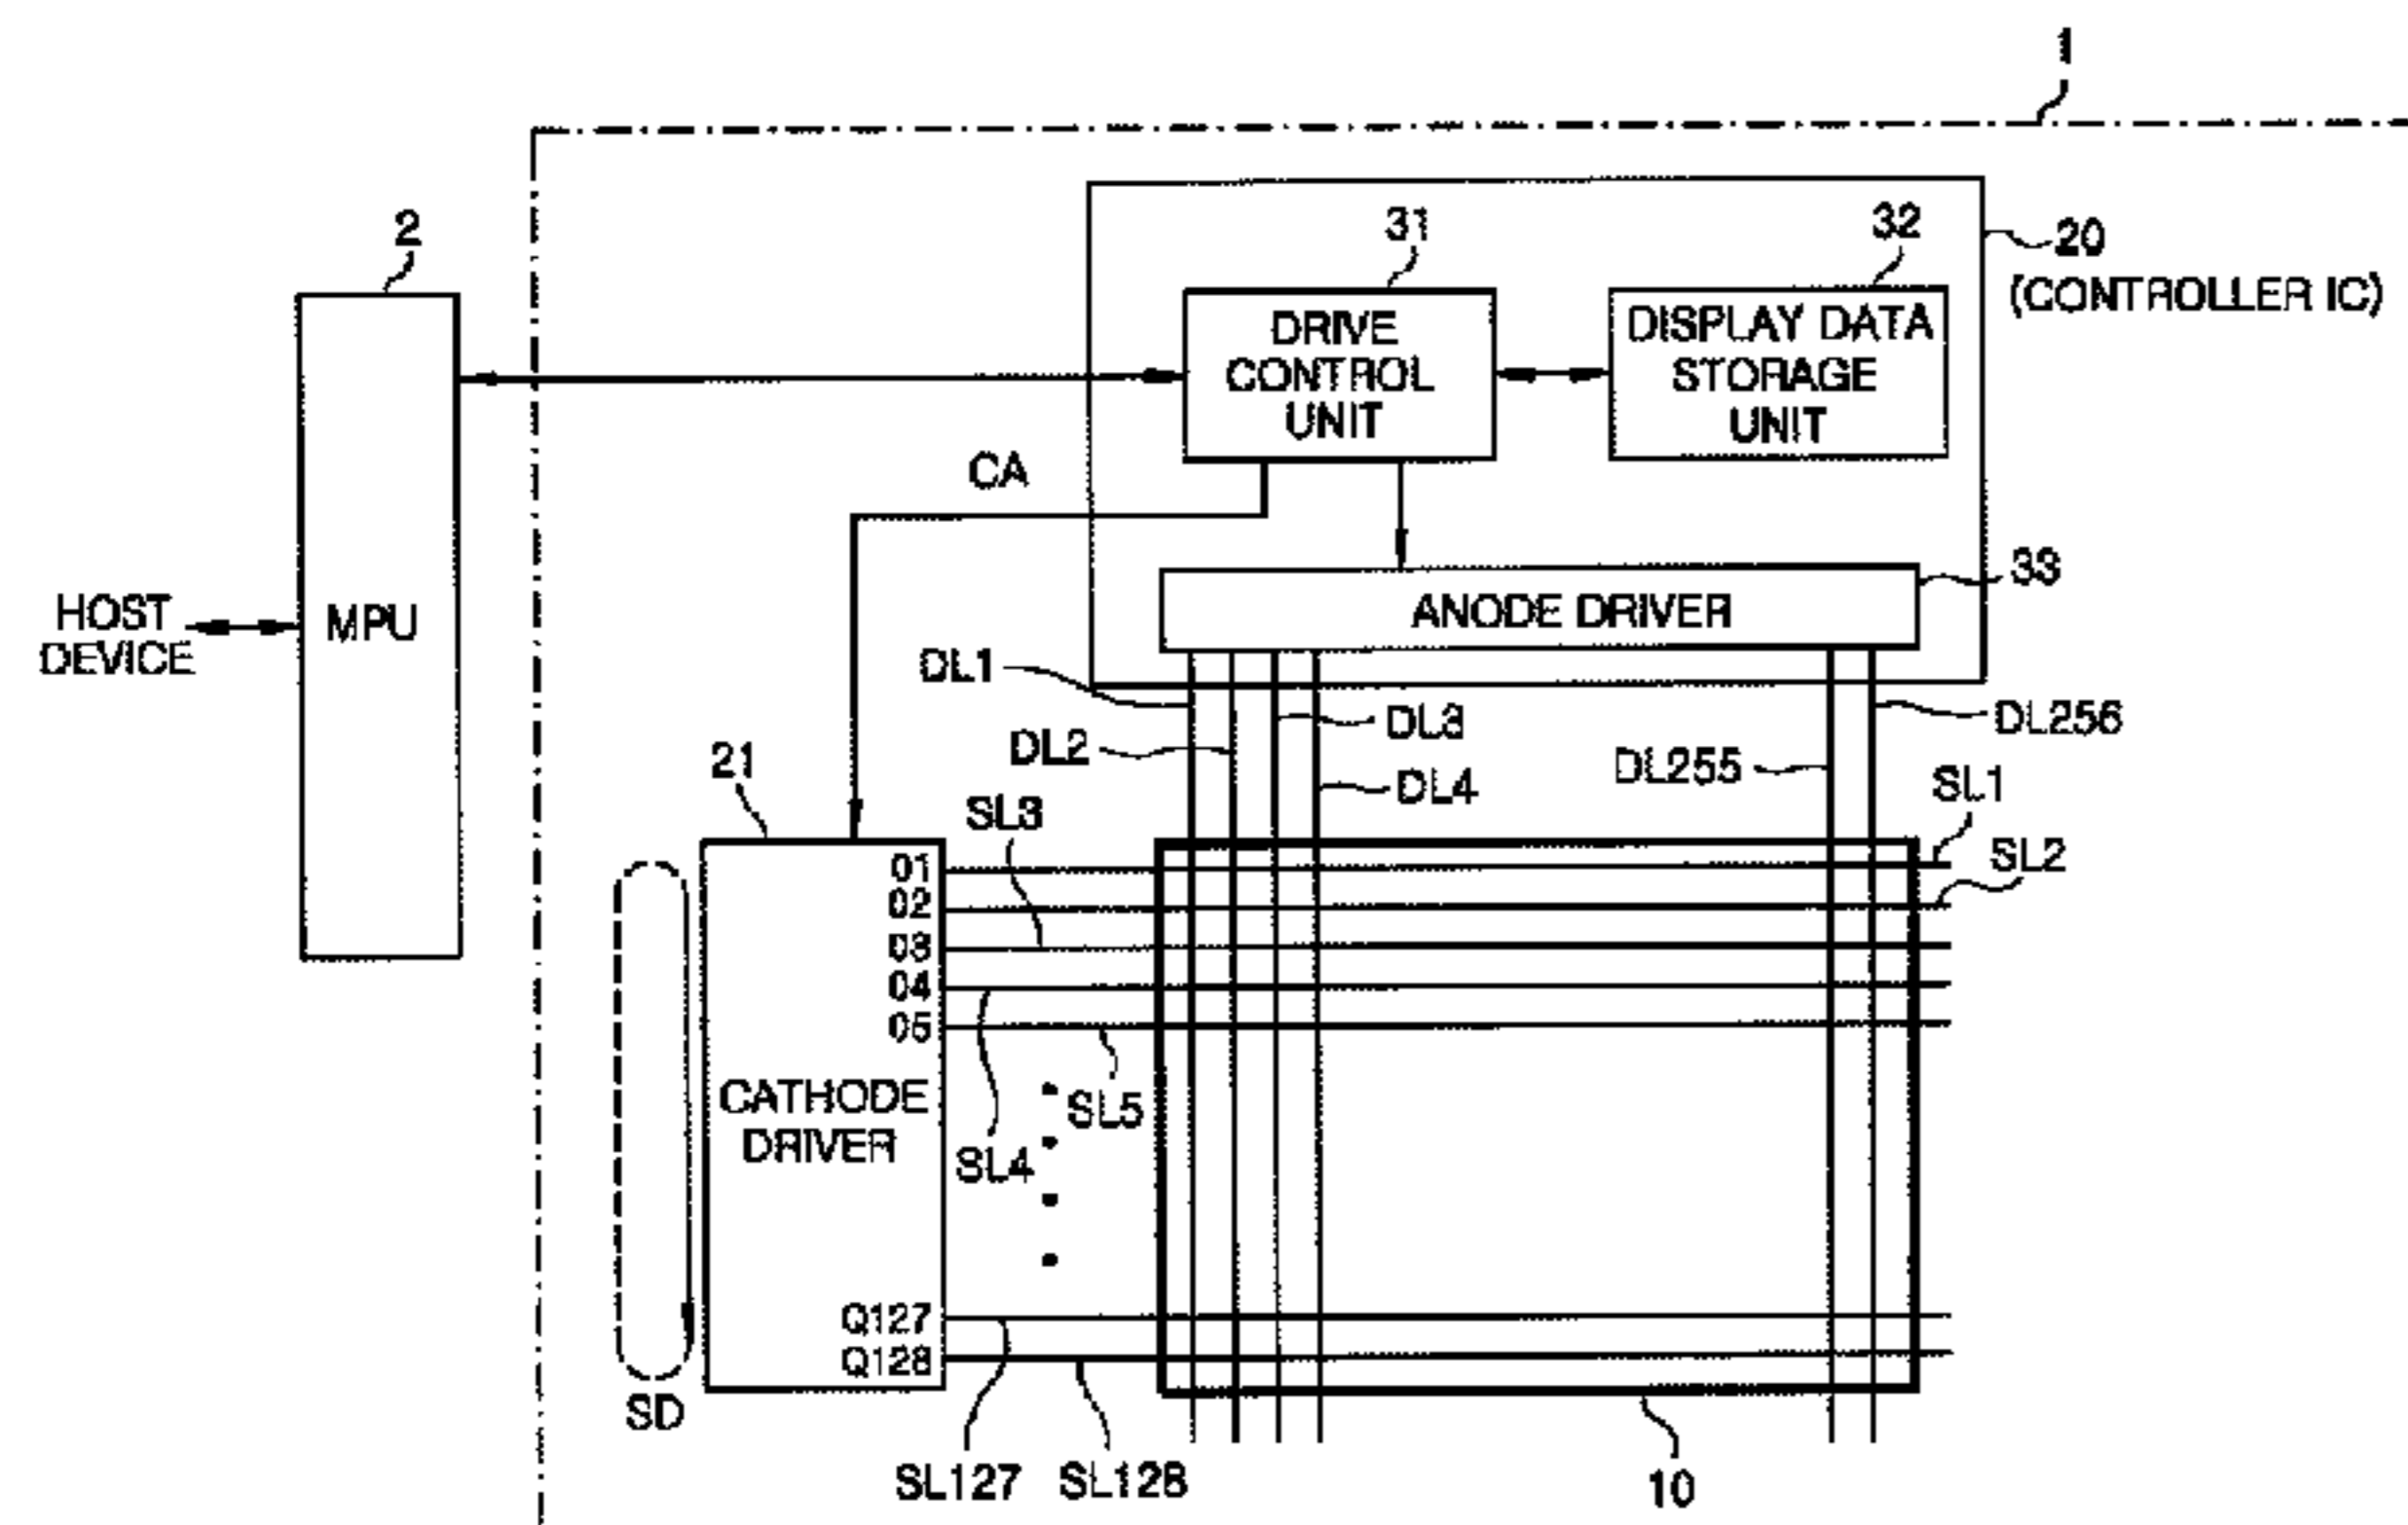 1
2
31
32
20
(CONTROLLER IC)
DRIVE
CONTROL
UNIT
DISPLAY DATA
STORAGE
UNIT
CA
33
HOST
DEVICE
MPU
ANODE DRIVER
DL1
DL2
DL3
DL4
DL255
DL256
21
SL3
SL1
SL2
01
02
03
04
05
CATHODE
DRIVER
SL5
SL4
Q127
Q128
SD
SL127
SL128
10